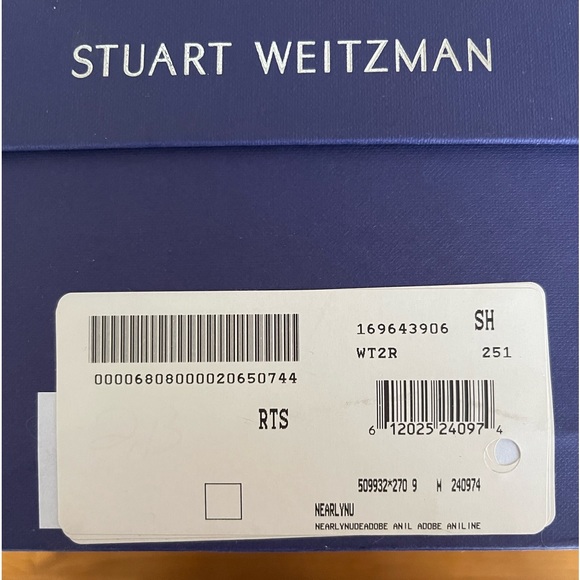 STUART WEITZMAN
169643906 SH
WT2R 251
00006808000020650744
RTS
6 12025 24097 4
509932*270 9 M 240974
NEARLYNU
NEARLYNUDEADOBE ANIL ADOBE ANILINE